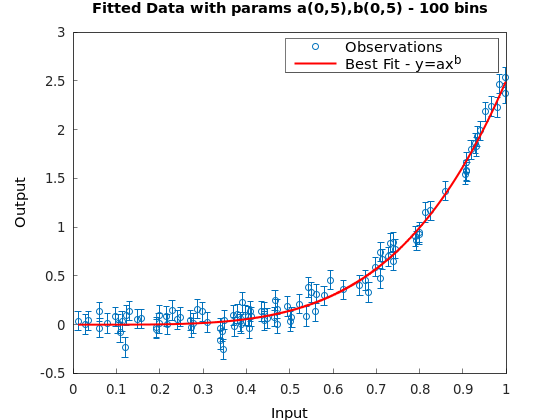 Fitted Data with params a(0,5),b(0,5) - 100 bins
Observations
Best Fit - y=ax^b
Output
3
2.5
2
1.5
1
0.5
0
-0.5
0 0.1 0.2 0.3 0.4 0.5 0.6 0.7 0.8 0.9 1
Input